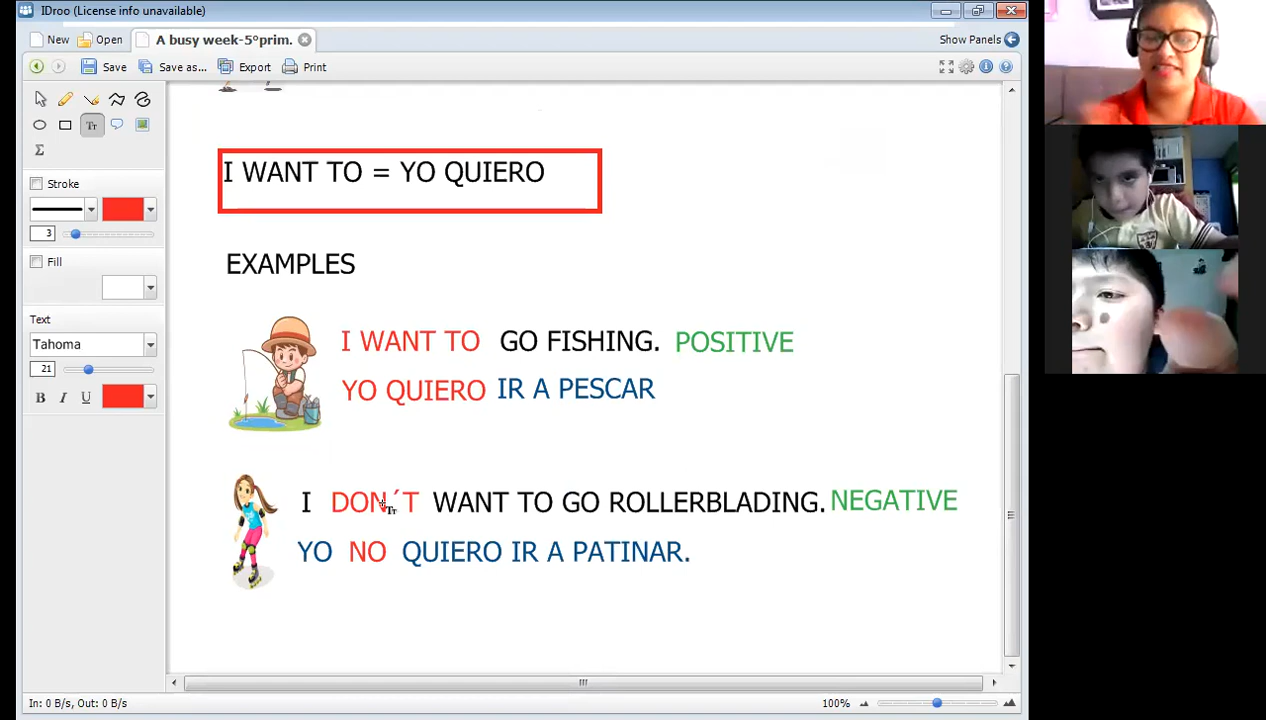 IDroo (License info unavailable)
New Open A busy week-5°prim. Show Panels
Save Save as... Export Print
Tr
Stroke
3
Fill
Text
Tahoma
21
B I U
I WANT TO = YO QUIERO
EXAMPLES
I WANT TO GO FISHING. POSITIVE
YO QUIERO IR A PESCAR
I DON´T WANT TO GO ROLLERBLADING. NEGATIVE
YO NO QUIERO IR A PATINAR.
In: 0 B/s, Out: 0 B/s 100%